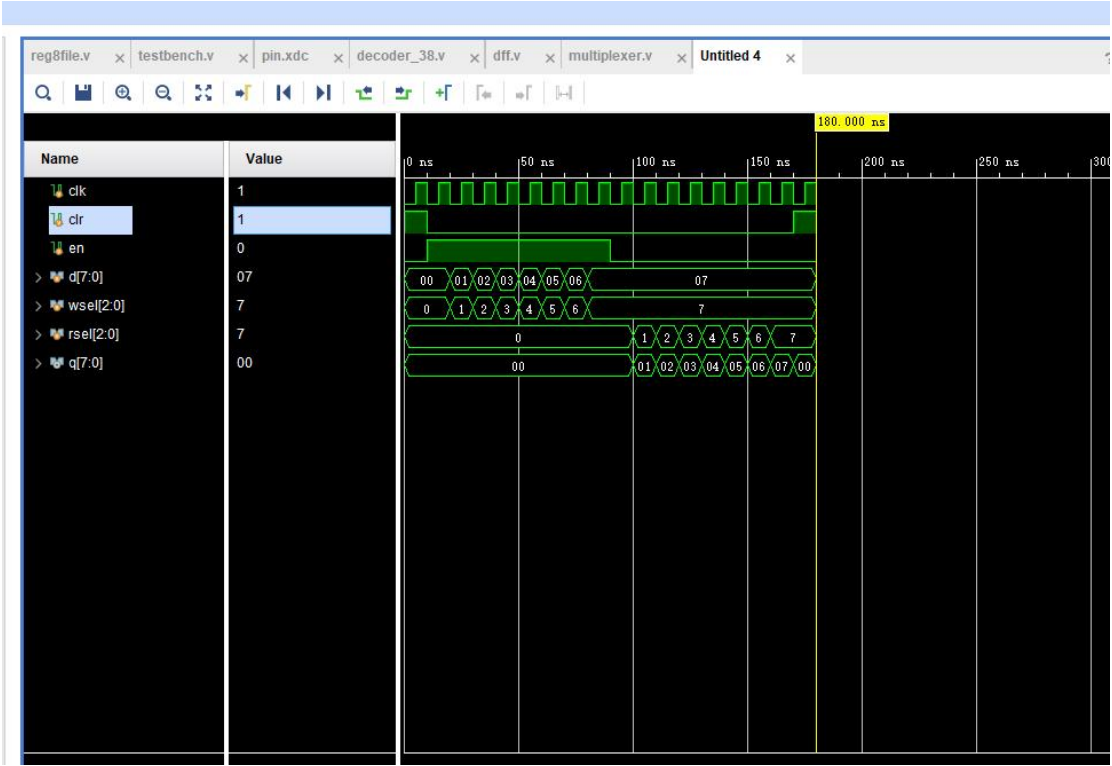 reg8file.v × testbench.v × pin.xdc × decoder_38.v × dff.v × multiplexer.v × Untitled 4 × ?
180.000 ns
Name Value 0 ns 50 ns 100 ns 150 ns 200 ns 250 ns 300
clk 1
clr 1
en 0
d[7:0] 07 00 01 02 03 04 05 06 07
wsel[2:0] 7 0 1 2 3 4 5 6 7
rsel[2:0] 7 0 1 2 3 4 5 6 7
q[7:0] 00 00 01 02 03 04 05 06 07 00